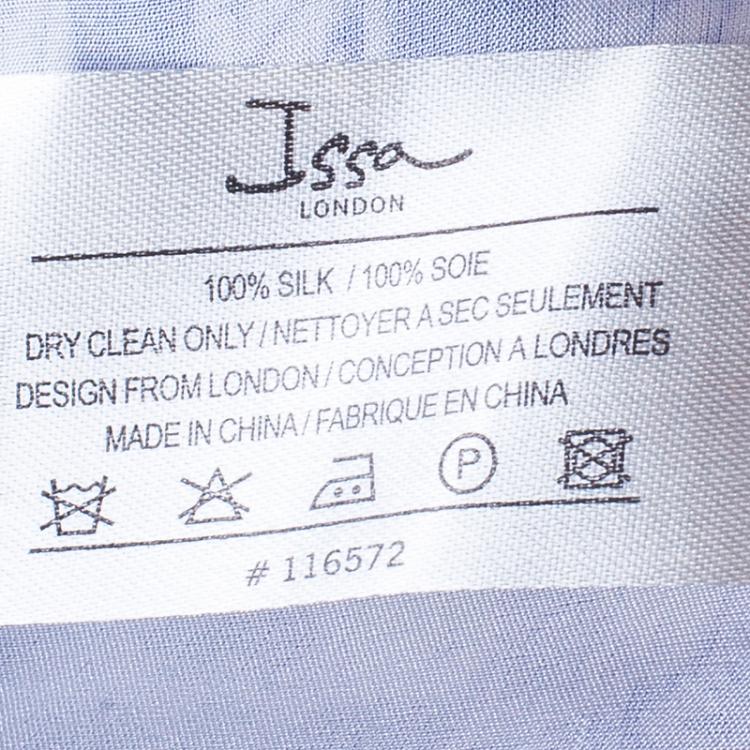 Issa
LONDON
100% SILK / 100% SOIE
DRY CLEAN ONLY / NETTOYER A SEC SEULEMENT
DESIGN FROM LONDON / CONCEPTION A LONDRES
MADE IN CHINA / FABRIQUE EN CHINA
P
# 116572